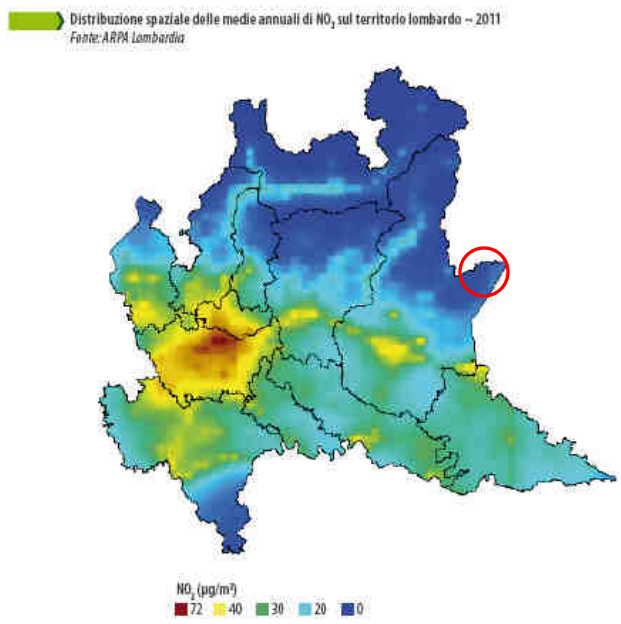 Distribuzione spaziale delle medie annuali di NO₂ sul territorio lombardo – 2011
Fonte: ARPA Lombardia
NO₂ (µg/m³)
72 40 30 20 0